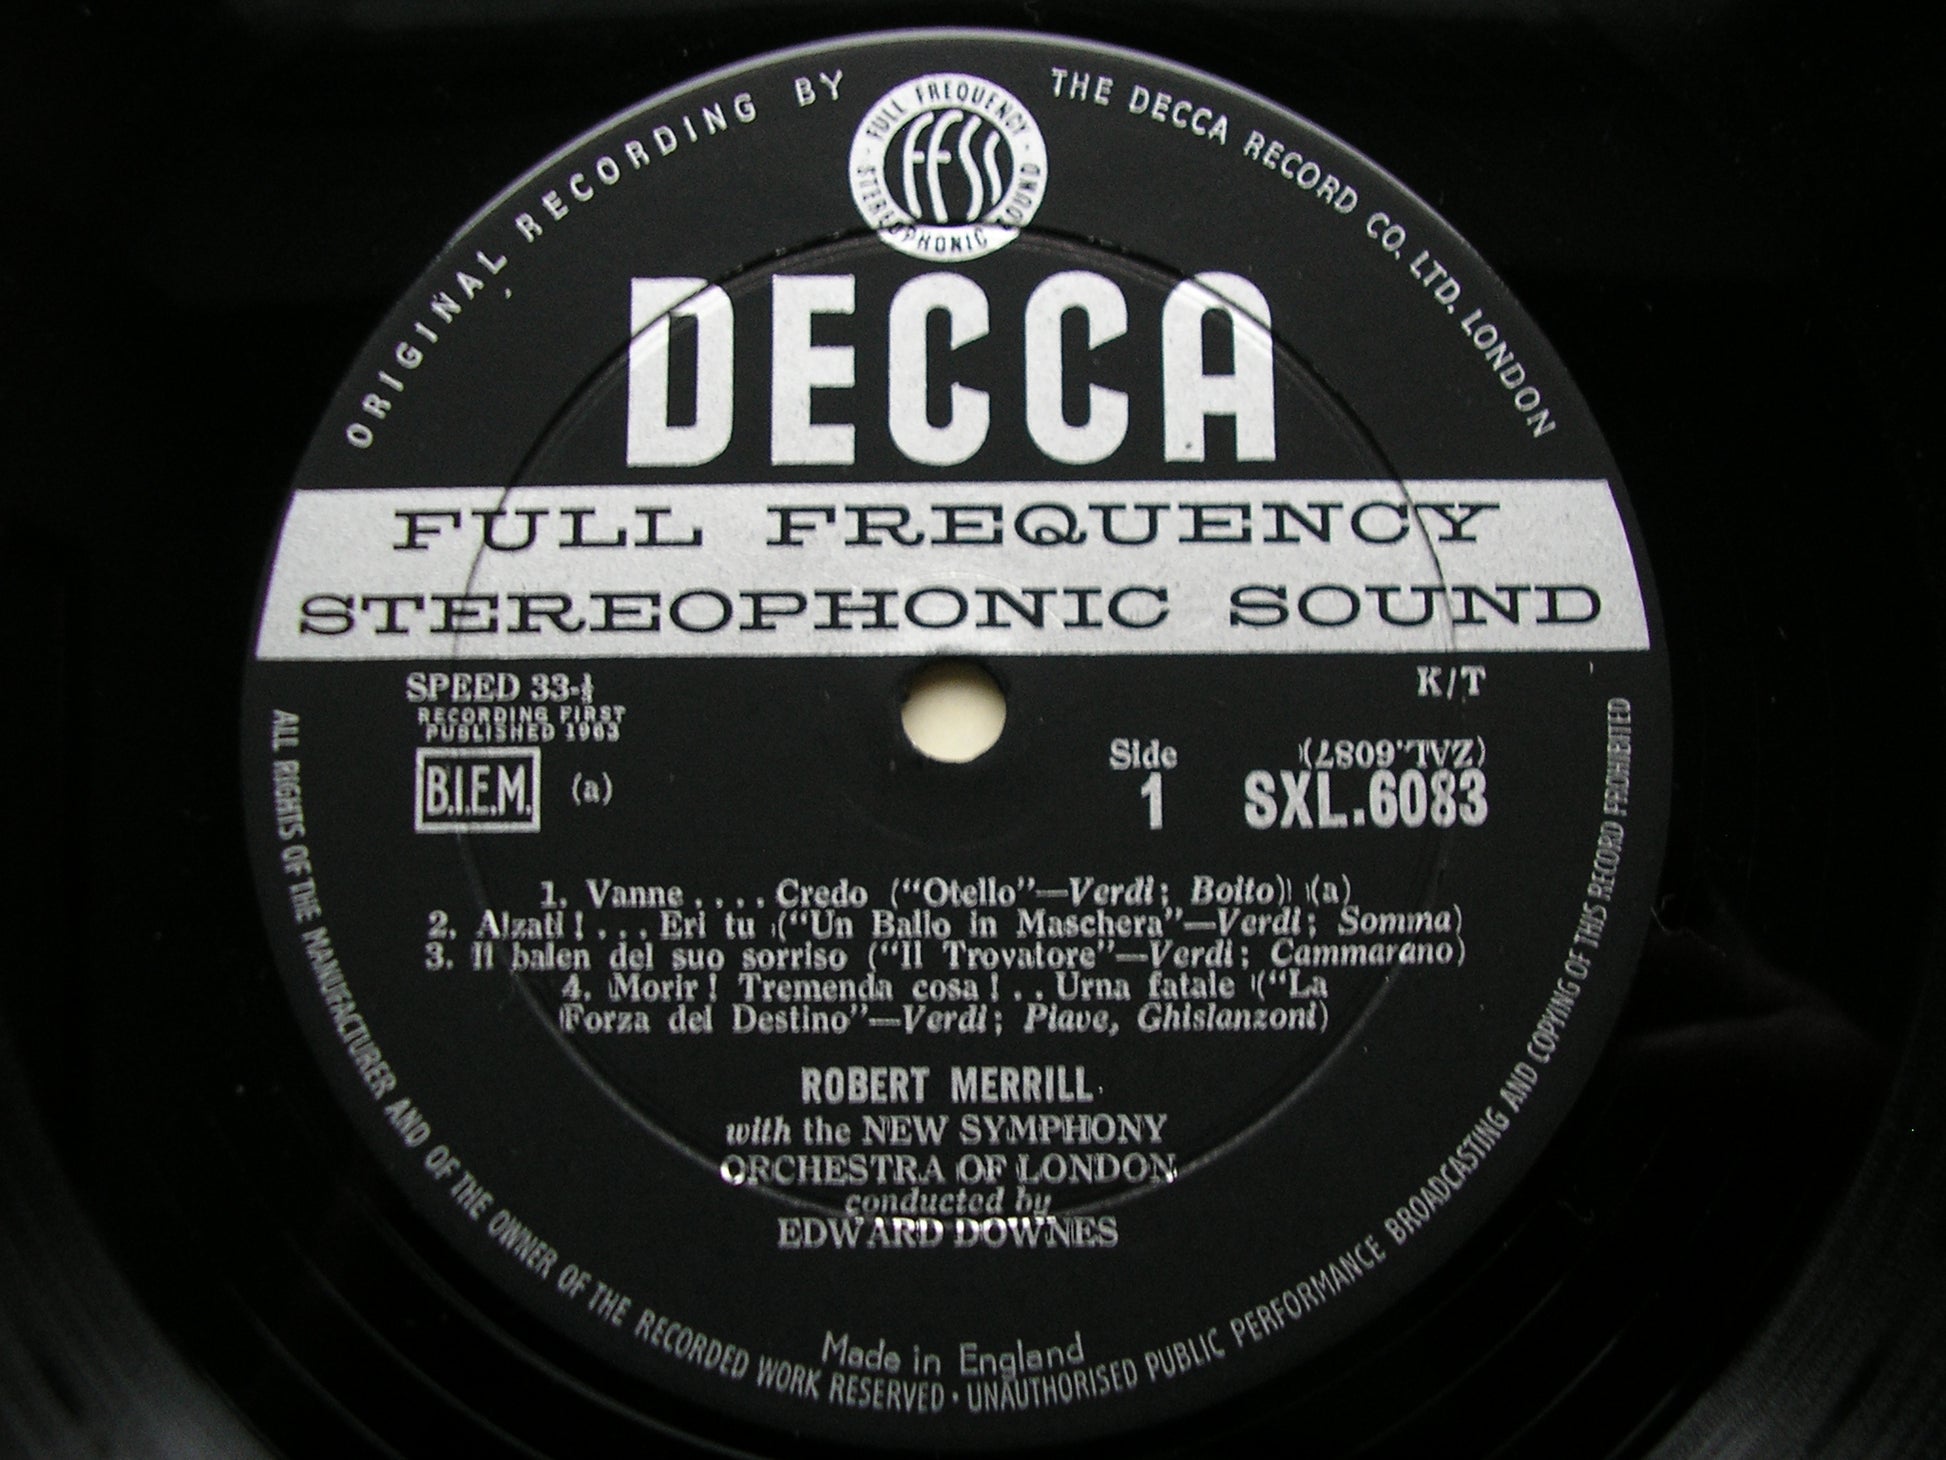 ORIGINAL RECORDING BY
THE DECCA RECORD CO. LTD. LONDON
FULL FREQUENCY
FFSS
STEREOPHONIC SOUND
DECCA
FULL FREQUENCY
STEREOPHONIC SOUND
SPEED 33-⅓
K/T
RECORDING FIRST
PUBLISHED 1963
B.I.E.M. (a)
Side
1
(ZAL.6087)
SXL.6083
1. Vanne .... Credo ("Otello"—Verdi; Boito) (a)
2. Alzati! ... Eri tu ("Un Ballo in Maschera"—Verdi; Somma)
3. Il balen del suo sorriso ("Il Trovatore"—Verdi; Cammarano)
4. Morir! Tremenda cosa! .. Urna fatale ("La
Forza del Destino"—Verdi; Piave, Ghislanzoni)
ROBERT MERRILL
with the NEW SYMPHONY
ORCHESTRA OF LONDON
conducted by
EDWARD DOWNES
Made in England
ALL RIGHTS OF THE MANUFACTURER AND OF THE OWNER OF THE RECORDED WORK RESERVED · UNAUTHORISED PUBLIC PERFORMANCE BROADCASTING AND COPYING OF THIS RECORD PROHIBITED